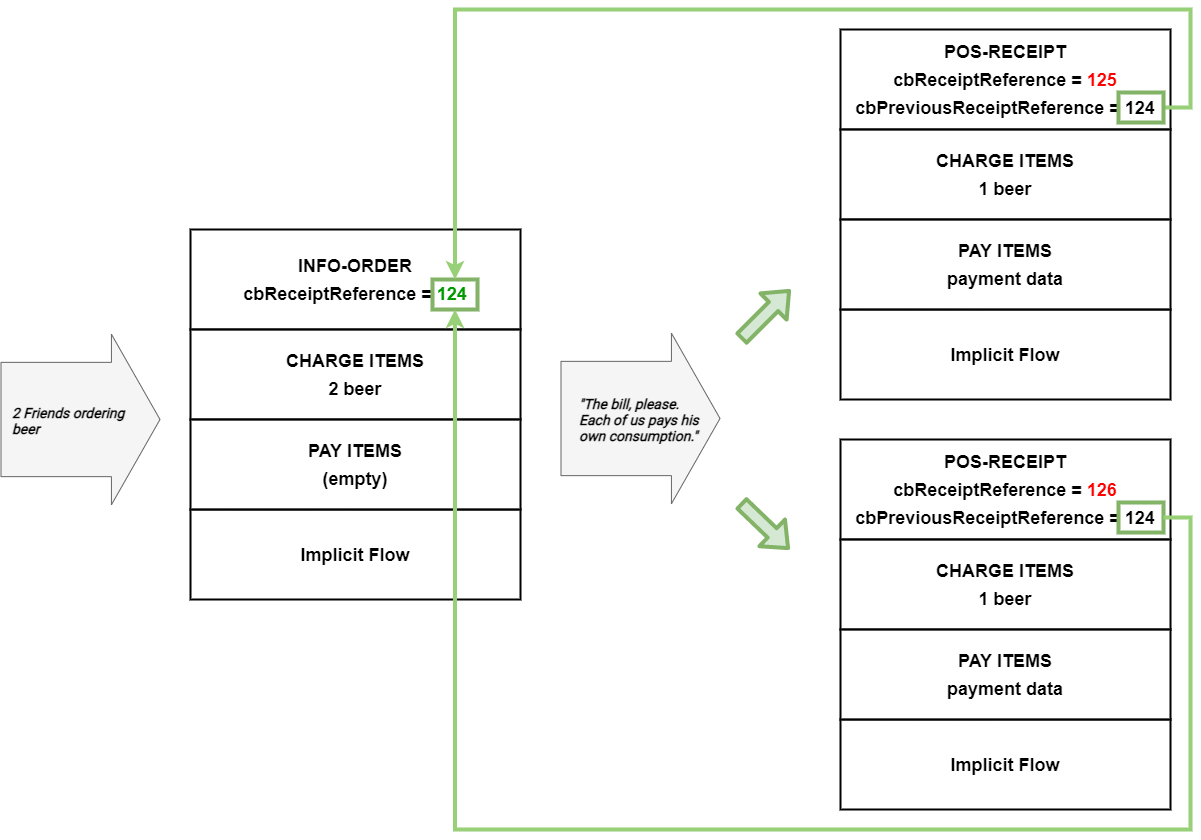 2 Friends ordering
beer
INFO-ORDER
cbReceiptReference = 124
CHARGE ITEMS
2 beer
PAY ITEMS
(empty)
Implicit Flow
"The bill, please.
Each of us pays his
own consumption."
POS-RECEIPT
cbReceiptReference = 125
cbPreviousReceiptReference = 124
CHARGE ITEMS
1 beer
PAY ITEMS
payment data
Implicit Flow
POS-RECEIPT
cbReceiptReference = 126
cbPreviousReceiptReference = 124
CHARGE ITEMS
1 beer
PAY ITEMS
payment data
Implicit Flow